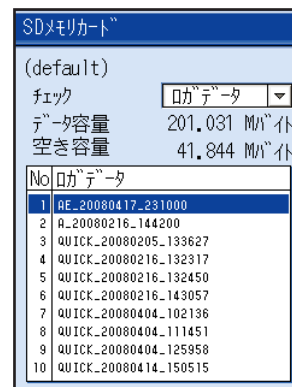 SDﾒﾓﾘｶｰﾄﾞ
(default)
ﾁｪｯｸ ﾛｶﾞﾃﾞｰﾀ
ﾃﾞｰﾀ容量 201.031 Mﾊﾞｲﾄ
空き容量 41.844 Mﾊﾞｲﾄ
No ﾛｶﾞﾃﾞｰﾀ
1 AE_20080417_231000
2 A_20080216_144200
3 QUICK_20080205_133627
4 QUICK_20080216_132317
5 QUICK_20080216_132450
6 QUICK_20080216_143057
7 QUICK_20080404_102136
8 QUICK_20080404_111451
9 QUICK_20080404_125958
10 QUICK_20080414_150515